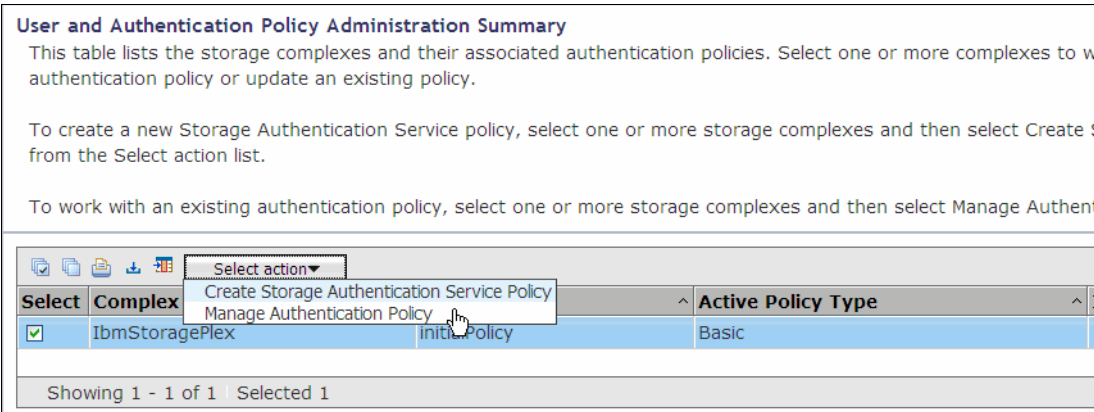 User and Authentication Policy Administration Summary
This table lists the storage complexes and their associated authentication policies. Select one or more complexes to
authentication policy or update an existing policy.
To create a new Storage Authentication Service policy, select one or more storage complexes and then select Create
from the Select action list.
To work with an existing authentication policy, select one or more storage complexes and then select Manage Authent
Select action
Create Storage Authentication Service Policy
Manage Authentication Policy
Select Complex Active Policy Type
IbmStoragePlex initialPolicy Basic
Showing 1 - 1 of 1 Selected 1